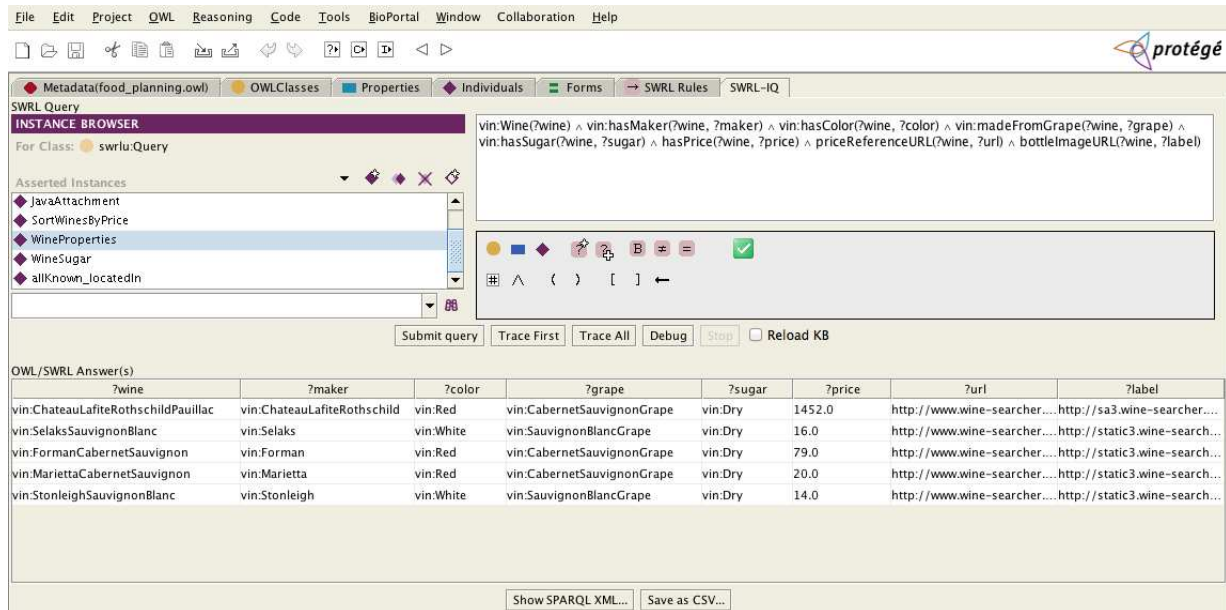 File Edit Project OWL Reasoning Code Tools BioPortal Window Collaboration Help
protégé
Metadata(food_planning.owl) OWLClasses Properties Individuals Forms SWRL Rules SWRL-IQ
SWRL Query
INSTANCE BROWSER
For Class: swrlu:Query
Asserted Instances
JavaAttachment
SortWinesByPrice
WineProperties
WineSugar
allKnown_locatedIn
vin:Wine(?wine) ∧ vin:hasMaker(?wine, ?maker) ∧ vin:hasColor(?wine, ?color) ∧ vin:madeFromGrape(?wine, ?grape) ∧
vin:hasSugar(?wine, ?sugar) ∧ hasPrice(?wine, ?price) ∧ priceReferenceURL(?wine, ?url) ∧ bottleImageURL(?wine, ?label)
B ≠ =
# ∧ ( ) [ ] ←
Submit query Trace First Trace All Debug Stop Reload KB
OWL/SWRL Answer(s)
?wine ?maker ?color ?grape ?sugar ?price ?url ?label
vin:ChateauLafiteRothschildPauillac vin:ChateauLafiteRothschild vin:Red vin:CabernetSauvignonGrape vin:Dry 1452.0 http://www.wine-searcher.... http://sa3.wine-searcher....
vin:SelaksSauvignonBlanc vin:Selaks vin:White vin:SauvignonBlancGrape vin:Dry 16.0 http://www.wine-searcher.... http://static3.wine-search...
vin:FormanCabernetSauvignon vin:Forman vin:Red vin:CabernetSauvignonGrape vin:Dry 79.0 http://www.wine-searcher.... http://static3.wine-search...
vin:MariettaCabernetSauvignon vin:Marietta vin:Red vin:CabernetSauvignonGrape vin:Dry 20.0 http://www.wine-searcher.... http://static3.wine-search...
vin:StonleighSauvignonBlanc vin:Stonleigh vin:White vin:SauvignonBlancGrape vin:Dry 14.0 http://www.wine-searcher.... http://static3.wine-search...
Show SPARQL XML... Save as CSV...